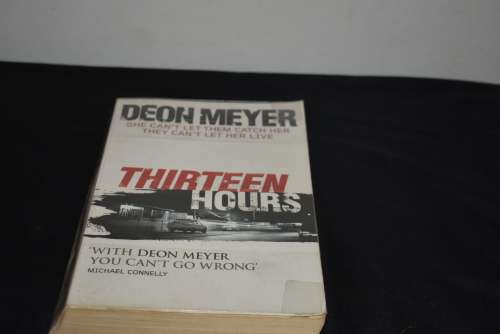 DEON MEYER
SHE CAN'T LET THEM CATCH HER
THEY CAN'T LET HER LIVE
THIRTEEN
HOURS
'WITH DEON MEYER
YOU CAN'T GO WRONG'
MICHAEL CONNELLY